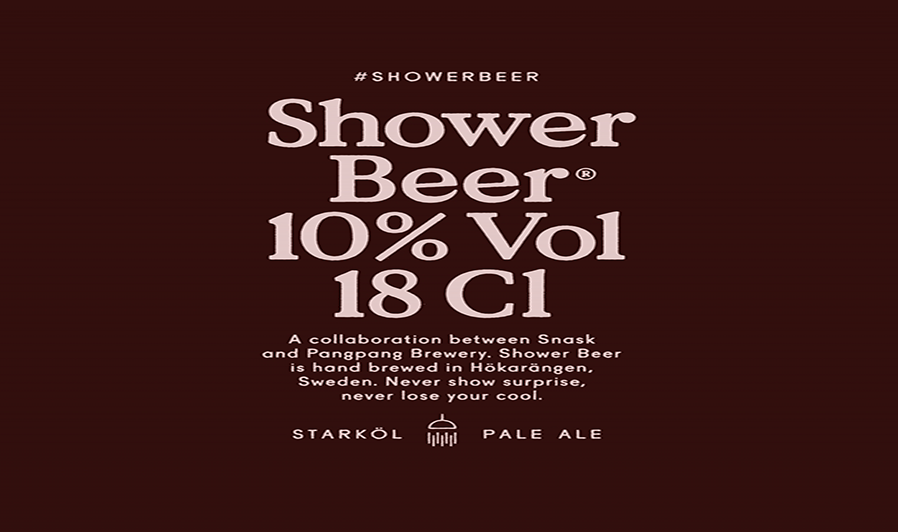 #SHOWERBEER
Shower
Beer®
10% Vol
18 Cl
A collaboration between Snask
and Pangpang Brewery. Shower Beer
is hand brewed in Hökarängen,
Sweden. Never show surprise,
never lose your cool.
STARKÖL PALE ALE